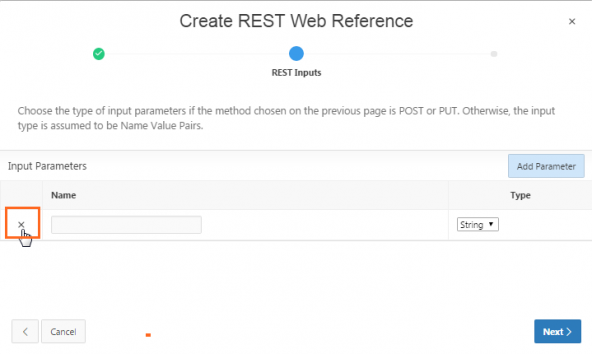 Create REST Web Reference
×
REST Inputs
Choose the type of input parameters if the method chosen on the previous page is POST or PUT. Otherwise, the input
type is assumed to be Name Value Pairs.
Input Parameters
Add Parameter
Name
Type
×
String
Cancel
Next